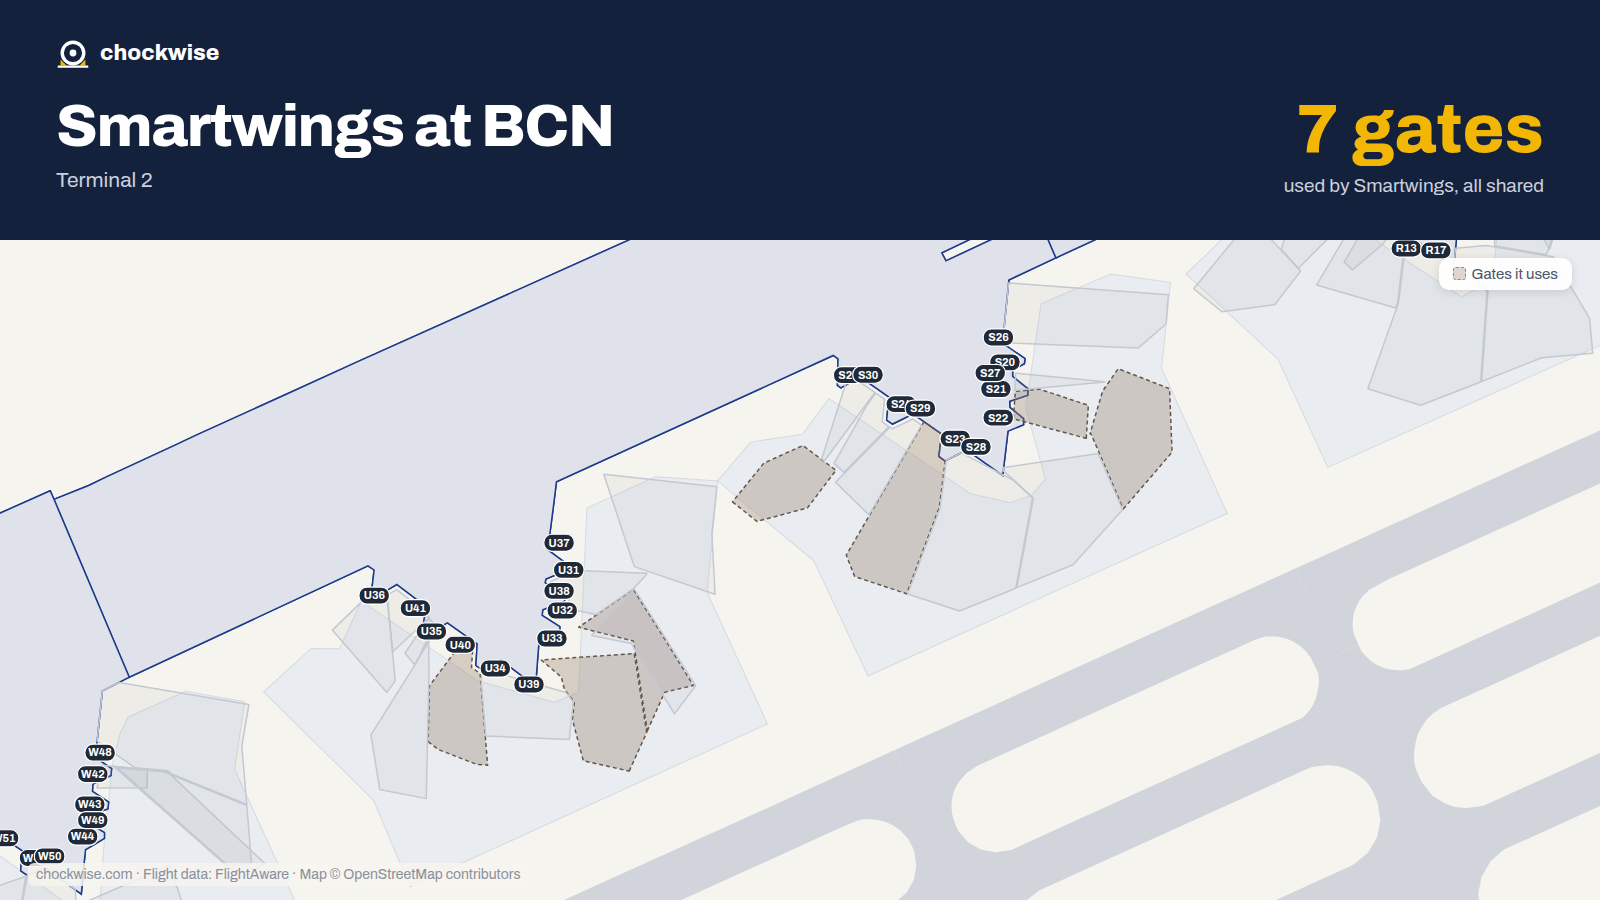 chockwise
Smartwings at BCN
Terminal 2
7 gates
used by Smartwings, all shared
R13
R17
Gates it uses
S26
S20
S27
S21
S22
S30
S29
S23
S28
U37
U31
U38
U32
U33
U36
U41
U35
U40
U34
U39
W48
W42
W43
W49
W44
W50
chockwise.com · Flight data: FlightAware · Map © OpenStreetMap contributors